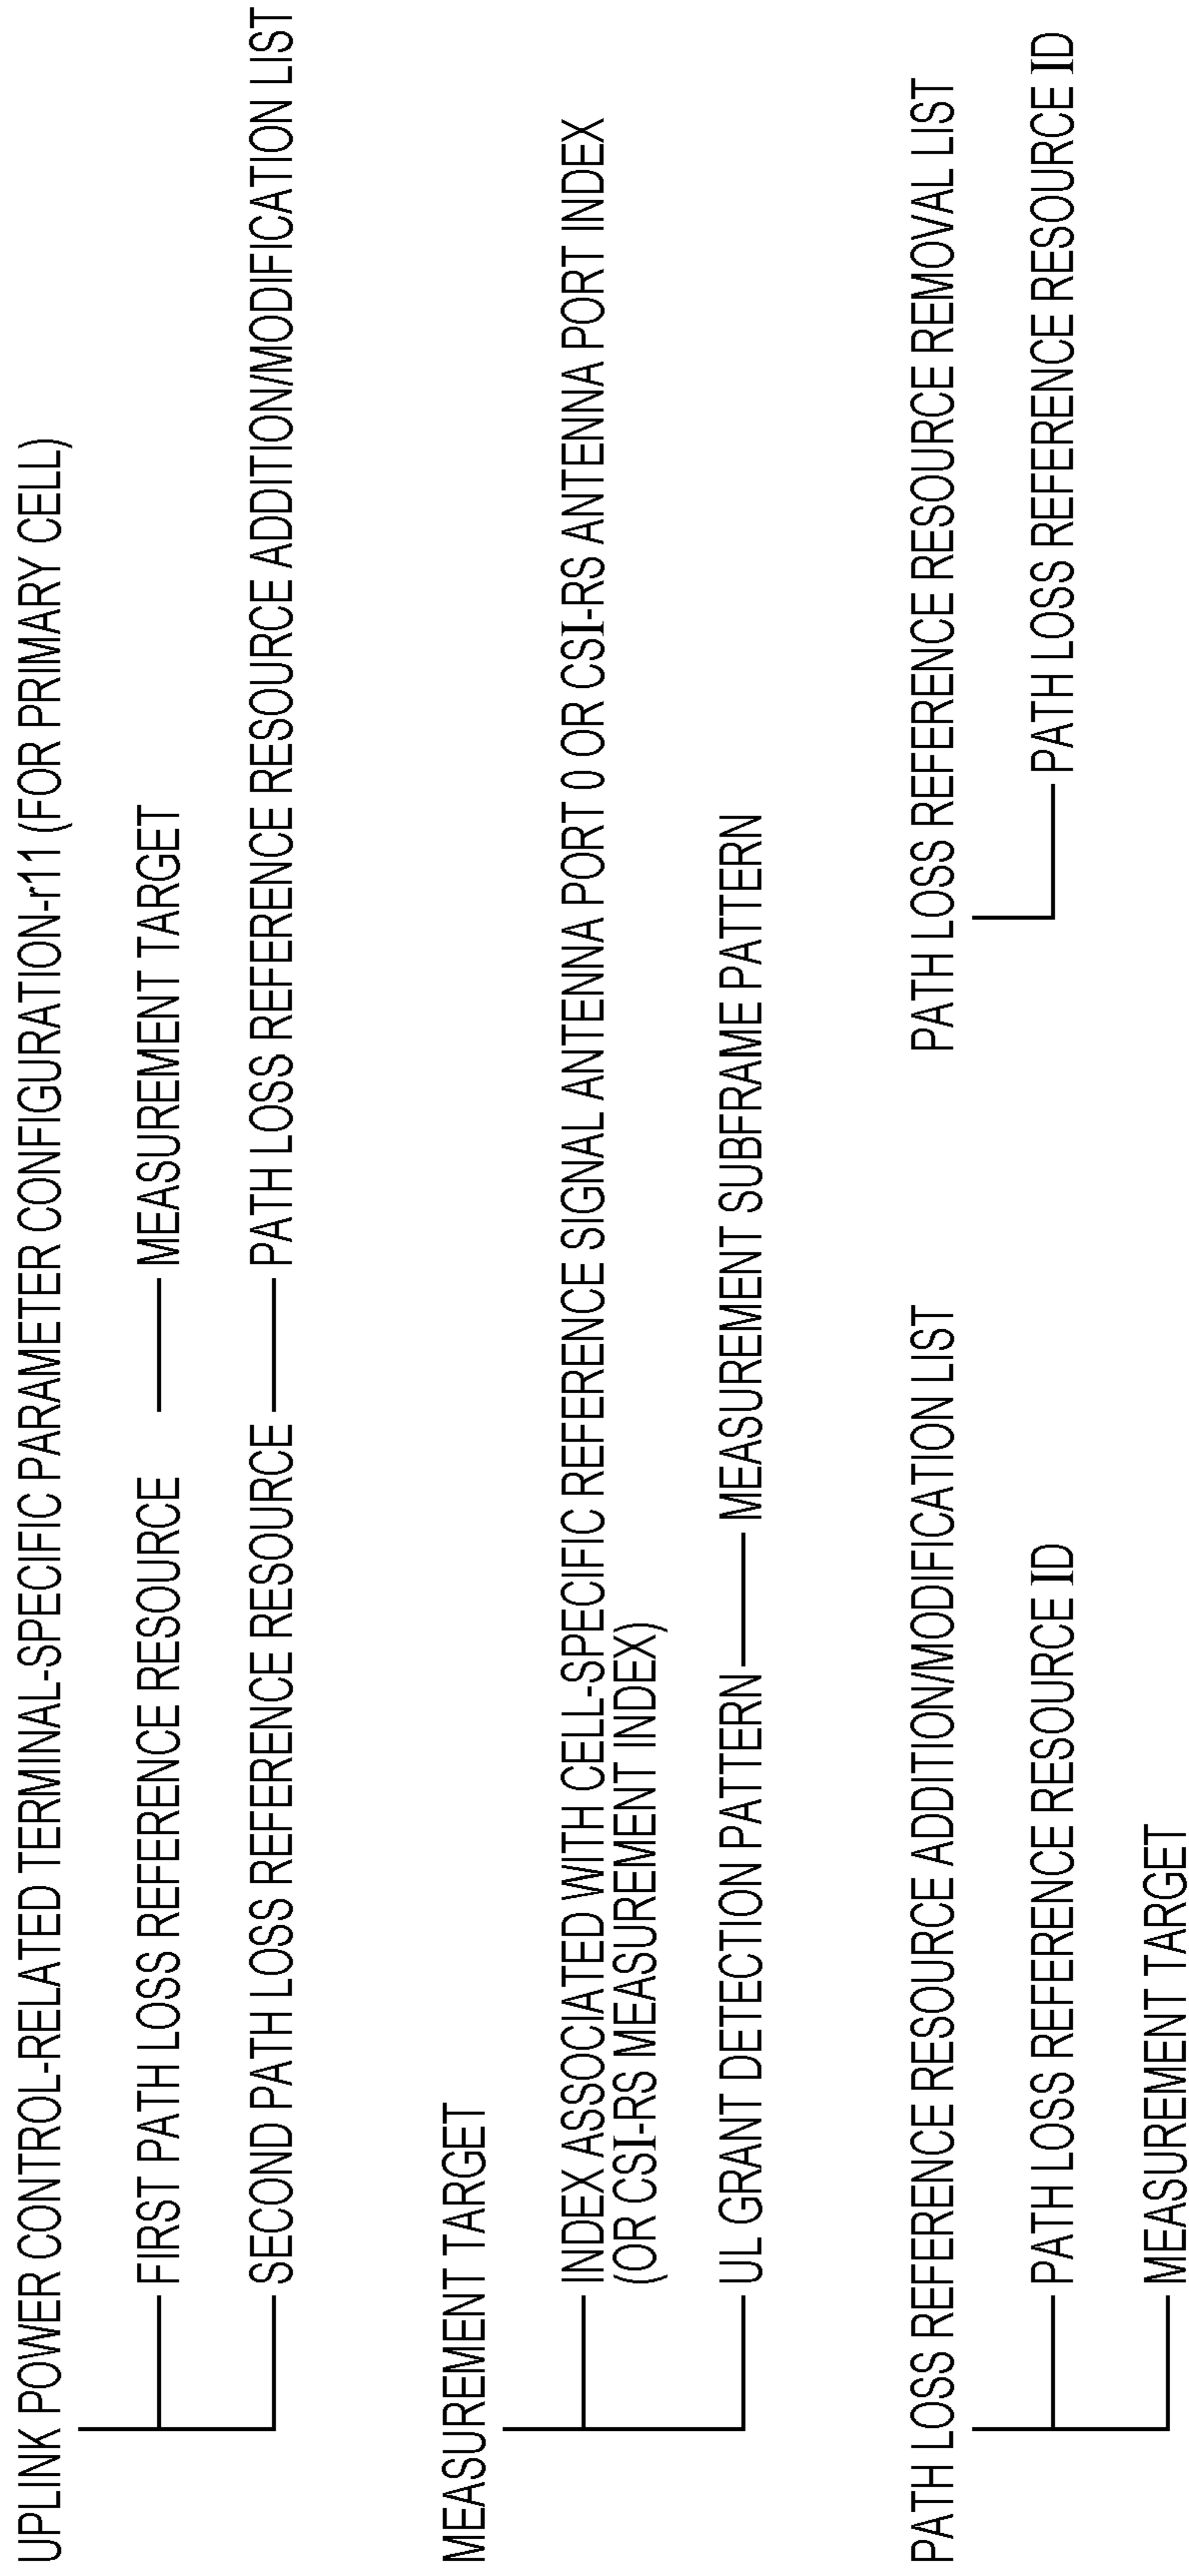 UPLINK POWER CONTROL-RELATED TERMINAL-SPECIFIC PARAMETER CONFIGURATION-r11 (FOR PRIMARY CELL)
FIRST PATH LOSS REFERENCE RESOURCE MEASUREMENT TARGET
SECOND PATH LOSS REFERENCE RESOURCE PATH LOSS REFERENCE RESOURCE ADDITION/MODIFICATION LIST
MEASUREMENT TARGET
INDEX ASSOCIATED WITH CELL-SPECIFIC REFERENCE SIGNAL ANTENNA PORT 0 OR CSI-RS ANTENNA PORT INDEX
(OR CSI-RS MEASUREMENT INDEX)
UL GRANT DETECTION PATTERN MEASUREMENT SUBFRAME PATTERN
PATH LOSS REFERENCE RESOURCE ADDITION/MODIFICATION LIST
PATH LOSS REFERENCE RESOURCE ID
MEASUREMENT TARGET
PATH LOSS REFERENCE RESOURCE REMOVAL LIST
PATH LOSS REFERENCE RESOURCE ID